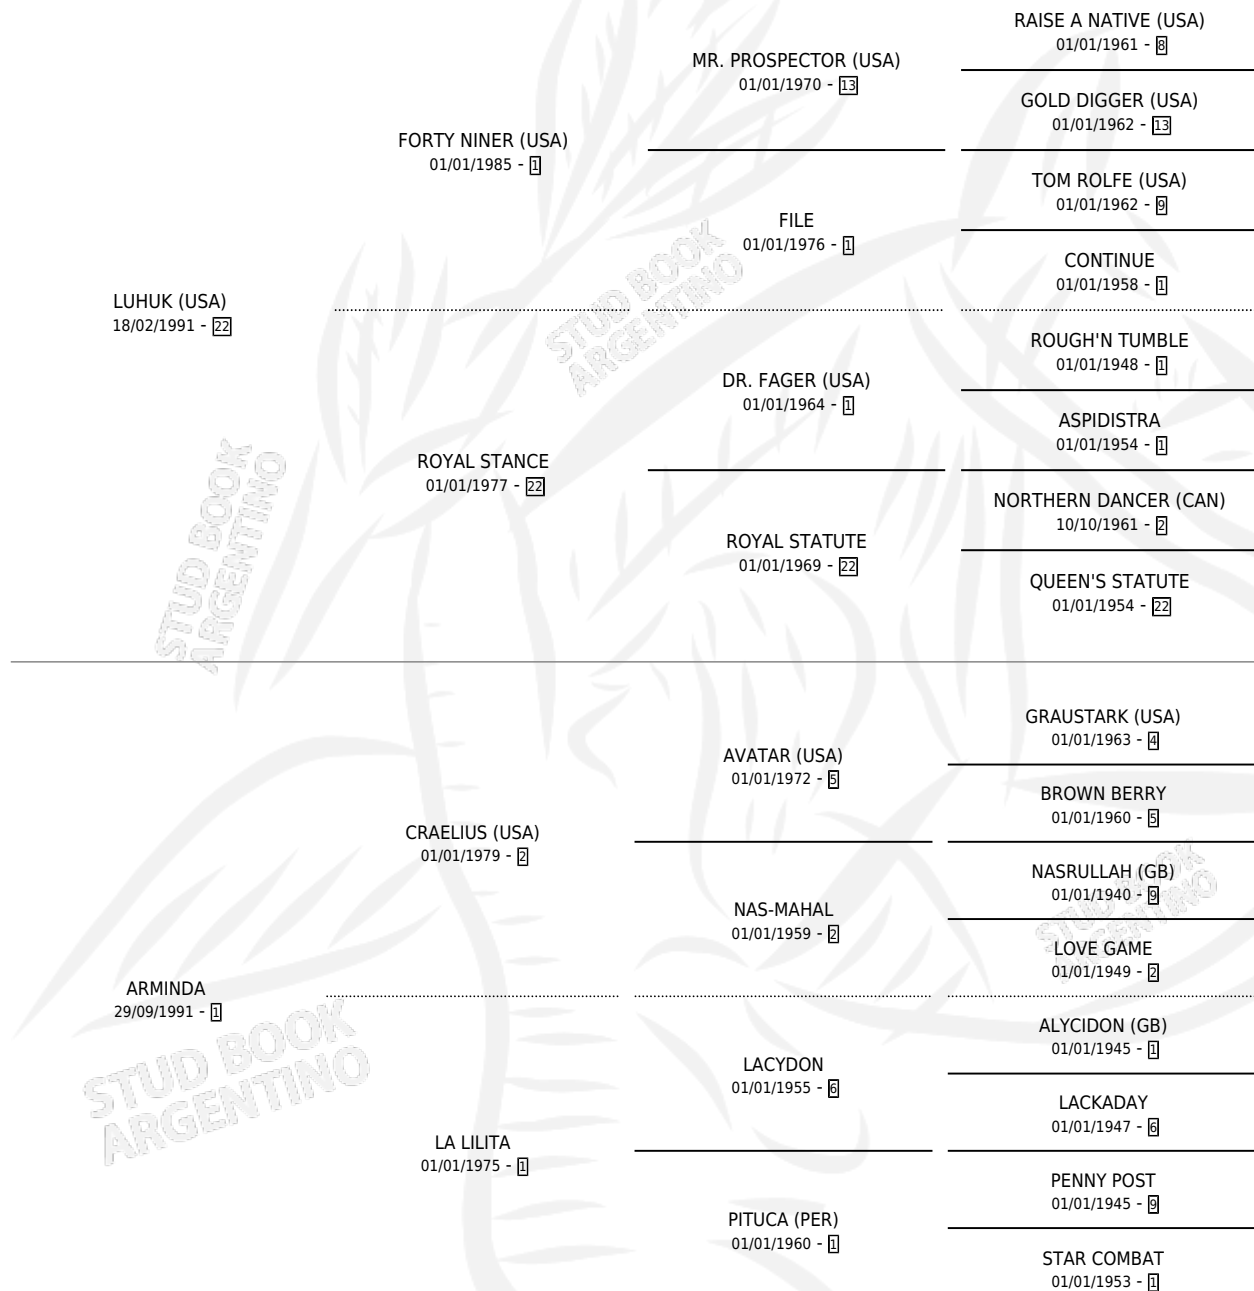 RAISE A NATIVE (USA)
01/01/1961 - 8
MR. PROSPECTOR (USA)
01/01/1970 - 13
GOLD DIGGER (USA)
01/01/1962 - 13
FORTY NINER (USA)
01/01/1985 - 1
TOM ROLFE (USA)
01/01/1962 - 9
FILE
01/01/1976 - 1
CONTINUE
01/01/1958 - 1
LUHUK (USA)
18/02/1991 - 22
ROUGH'N TUMBLE
01/01/1948 - 1
DR. FAGER (USA)
01/01/1964 - 1
ASPIDISTRA
01/01/1954 - 1
ROYAL STANCE
01/01/1977 - 22
NORTHERN DANCER (CAN)
10/10/1961 - 2
ROYAL STATUTE
01/01/1969 - 22
QUEEN'S STATUTE
01/01/1954 - 22
GRAUSTARK (USA)
01/01/1963 - 4
AVATAR (USA)
01/01/1972 - 5
BROWN BERRY
01/01/1960 - 5
CRAELIUS (USA)
01/01/1979 - 2
NASRULLAH (GB)
01/01/1940 - 9
NAS-MAHAL
01/01/1959 - 2
LOVE GAME
01/01/1949 - 2
ARMINDA
29/09/1991 - 1
ALYCIDON (GB)
01/01/1945 - 1
LACYDON
01/01/1955 - 6
LACKADAY
01/01/1947 - 6
LA LILITA
01/01/1975 - 1
PENNY POST
01/01/1945 - 9
PITUCA (PER)
01/01/1960 - 1
STAR COMBAT
01/01/1953 - 1
STUD BOOK
ARGENTINO
STUD BOOK
ARGENTINO
STUD BOOK
ARGENTINO
STUD BOOK
ARGENTINO